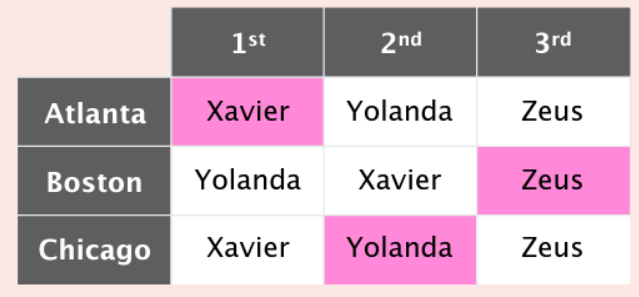 1st 2nd 3rd
Atlanta Xavier Yolanda Zeus
Boston Yolanda Xavier Zeus
Chicago Xavier Yolanda Zeus